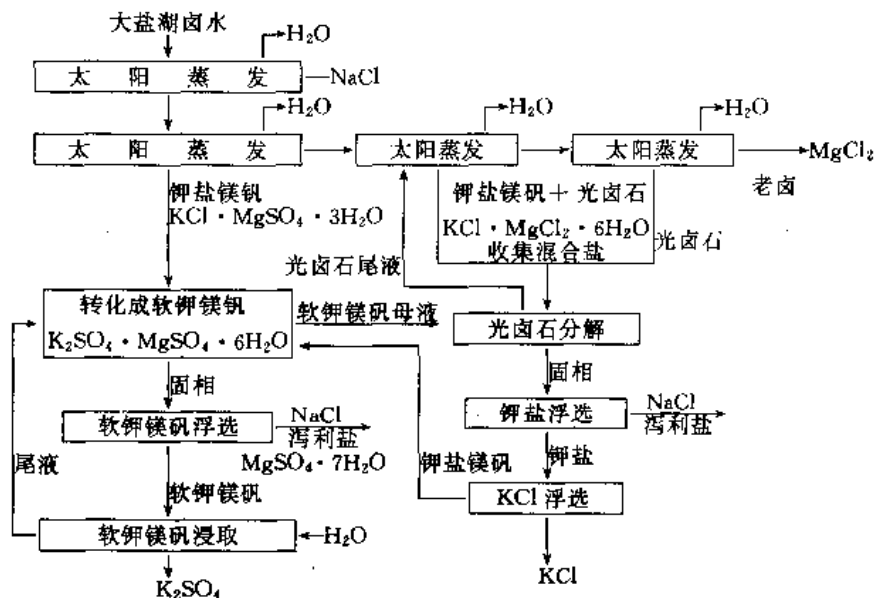 大盐湖卤水
H₂O
太阳蒸发
NaCl
H₂O
H₂O
H₂O
太阳蒸发
太阳蒸发
太阳蒸发
MgCl₂
老卤
钾盐镁钒
KCl·MgSO₄·3H₂O
钾盐镁矾+光卤石
KCl·MgCl₂·6H₂O
收集混合盐
光卤石
光卤石尾液
转化成软钾镁钒
K₂SO₄·MgSO₄·6H₂O
软钾镁矾母液
光卤石分解
固相
固相
软钾镁矾浮选
NaCl
泻利盐
MgSO₄·7H₂O
钾盐浮选
NaCl
泻利盐
尾液
软钾镁矾
钾盐镁矾
钾盐
KCl浮选
软钾镁矾浸取
H₂O
K₂SO₄
KCl